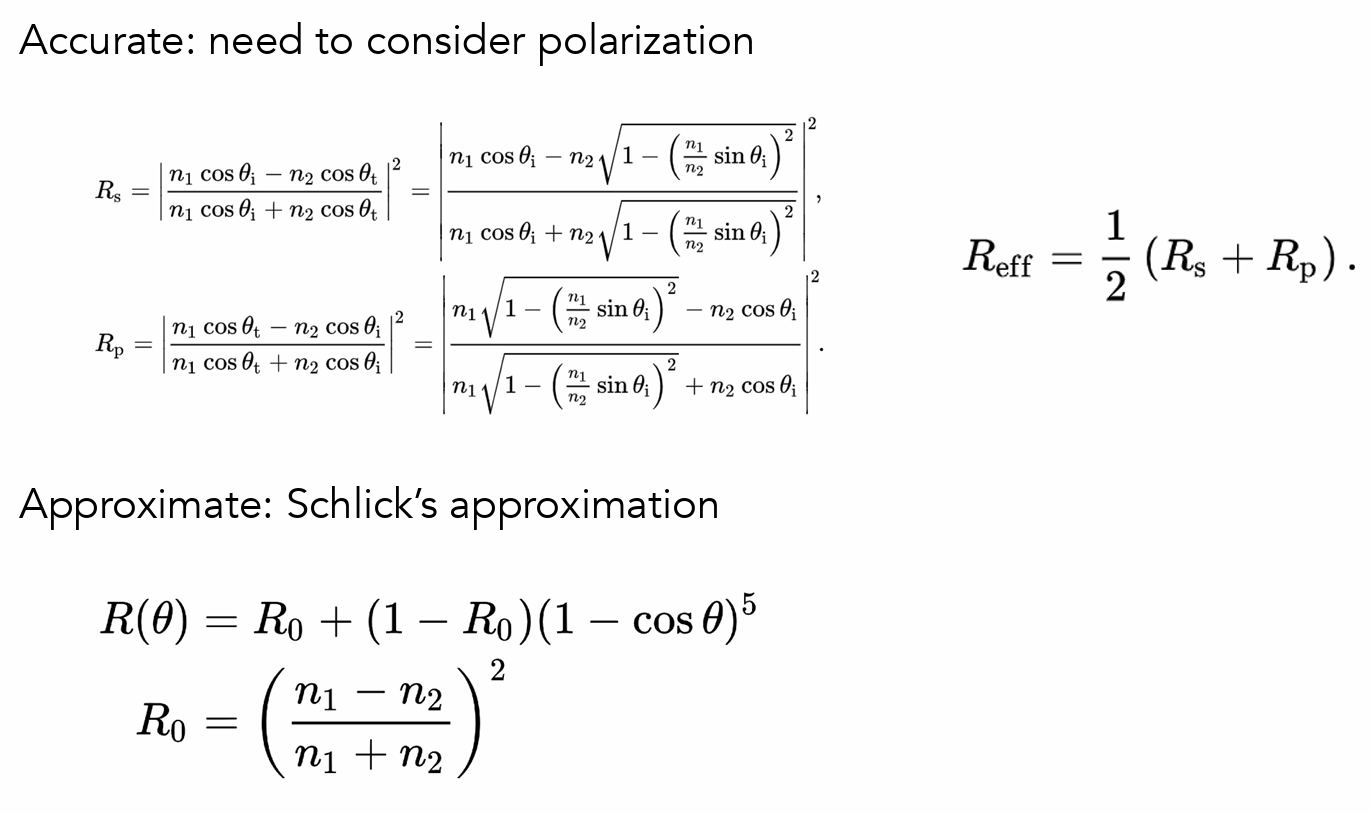 Accurate: need to consider polarization
$R_{\mathrm{s}} = \left| \frac{n_1 \cos\theta_{\mathrm{i}} - n_2 \cos\theta_{\mathrm{t}}}{n_1 \cos\theta_{\mathrm{i}} + n_2 \cos\theta_{\mathrm{t}}} \right|^2 = \left| \frac{n_1 \cos\theta_{\mathrm{i}} - n_2 \sqrt{1 - \left( \frac{n_1}{n_2} \sin\theta_{\mathrm{i}} \right)^2}}{n_1 \cos\theta_{\mathrm{i}} + n_2 \sqrt{1 - \left( \frac{n_1}{n_2} \sin\theta_{\mathrm{i}} \right)^2}} \right|^2,$
$R_{\mathrm{p}} = \left| \frac{n_1 \cos\theta_{\mathrm{t}} - n_2 \cos\theta_{\mathrm{i}}}{n_1 \cos\theta_{\mathrm{t}} + n_2 \cos\theta_{\mathrm{i}}} \right|^2 = \left| \frac{n_1 \sqrt{1 - \left( \frac{n_1}{n_2} \sin\theta_{\mathrm{i}} \right)^2} - n_2 \cos\theta_{\mathrm{i}}}{n_1 \sqrt{1 - \left( \frac{n_1}{n_2} \sin\theta_{\mathrm{i}} \right)^2} + n_2 \cos\theta_{\mathrm{i}}} \right|^2.$
$R_{\mathrm{eff}} = \frac{1}{2} \left( R_{\mathrm{s}} + R_{\mathrm{p}} \right).$
Approximate: Schlick’s approximation
$R(\theta) = R_0 + (1 - R_0)(1 - \cos\theta)^5$
$R_0 = \left( \frac{n_1 - n_2}{n_1 + n_2} \right)^2$